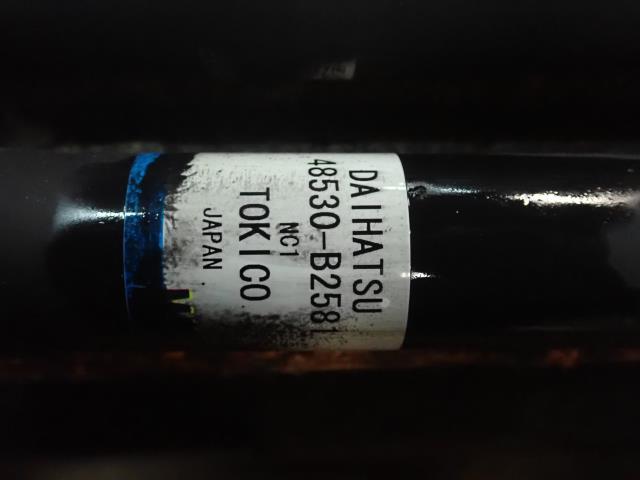 DAIHATSU
48530-B2581
NC1
TOKICO
JAPAN